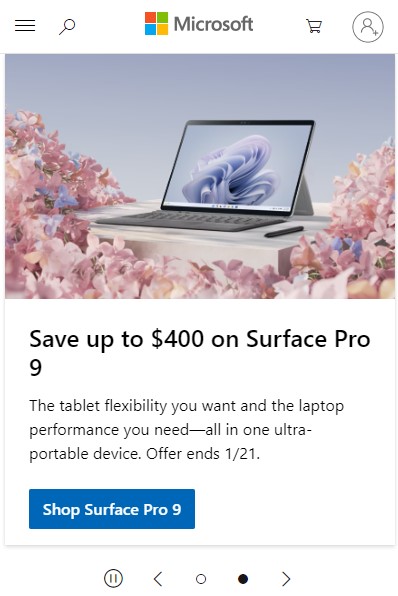 Microsoft
Save up to $400 on Surface Pro
9
The tablet flexibility you want and the laptop
performance you need—all in one ultra-
portable device. Offer ends 1/21.
Shop Surface Pro 9